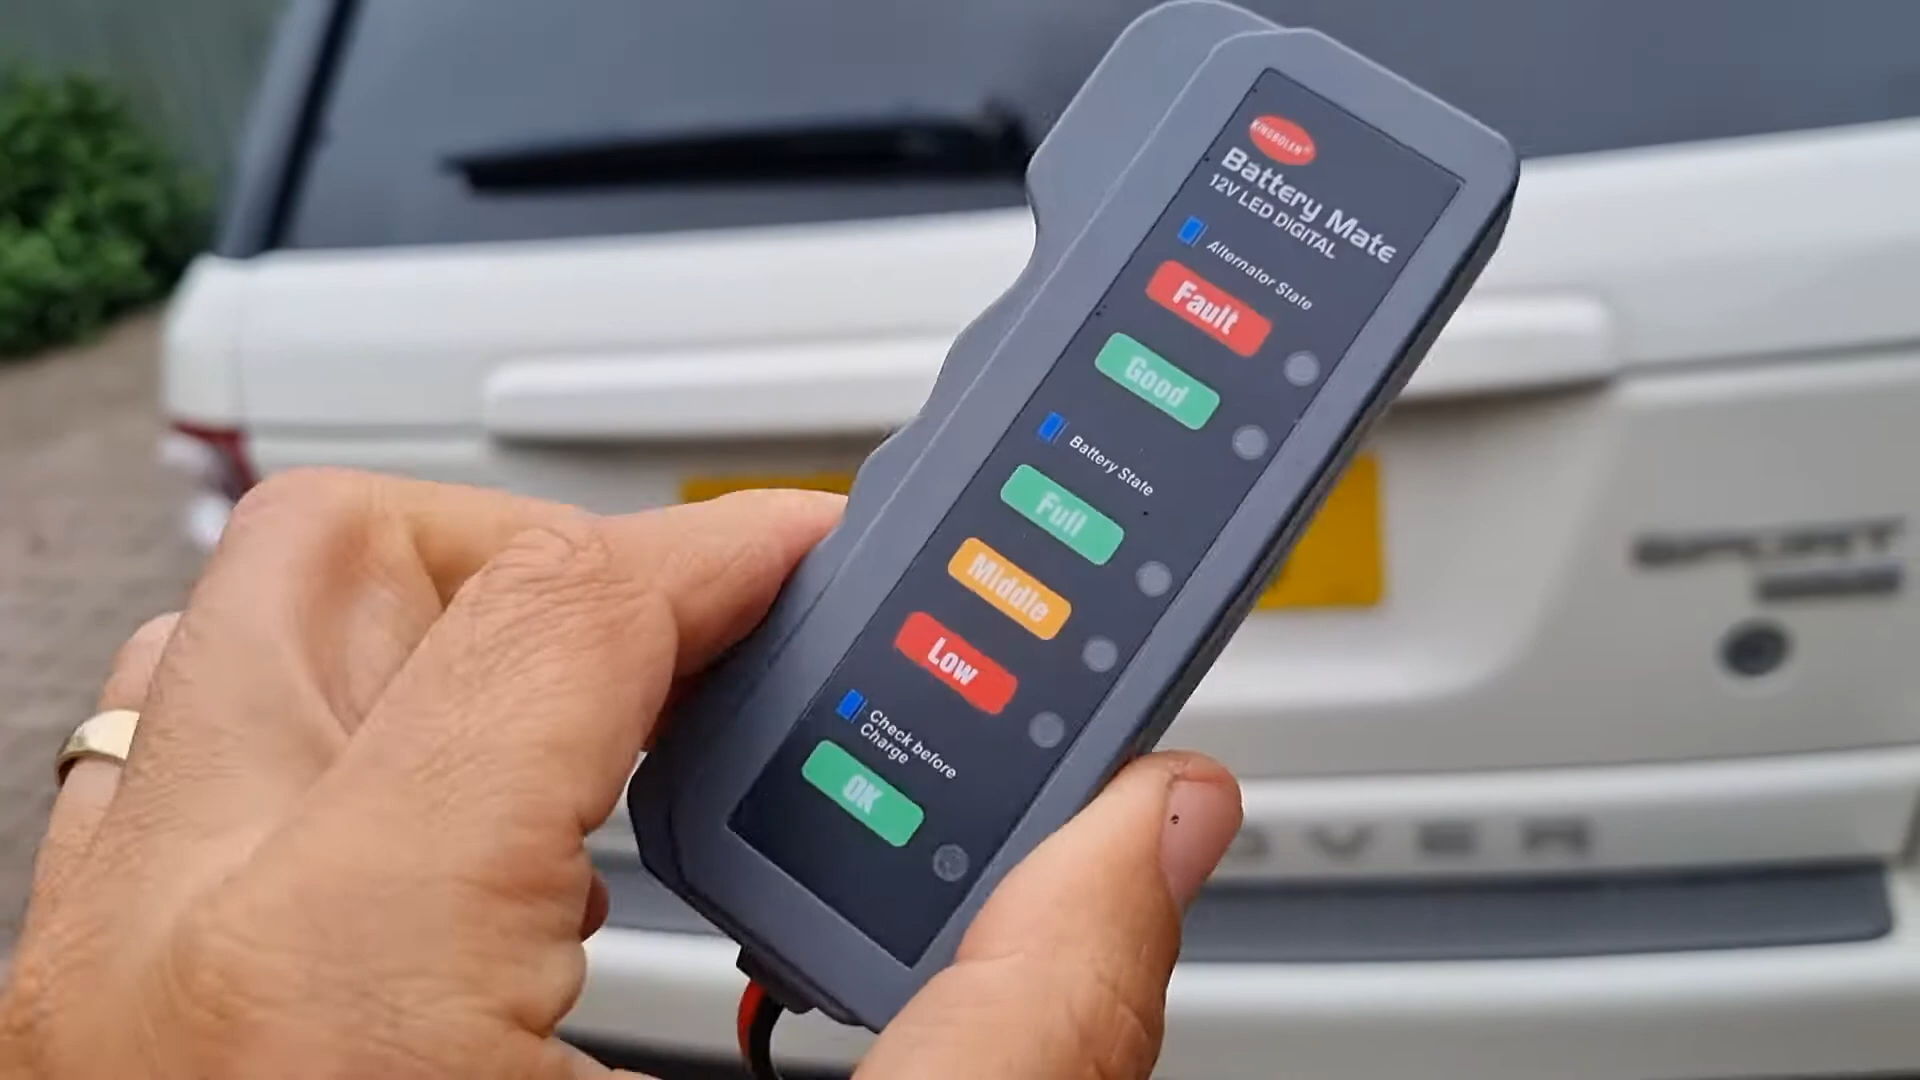 KINGBOLEN
Battery Mate
12V LED DIGITAL
Alternator State
Fault
Good
Battery State
Full
Middle
Low
Check before
Charge
OK
SPORT
OVER